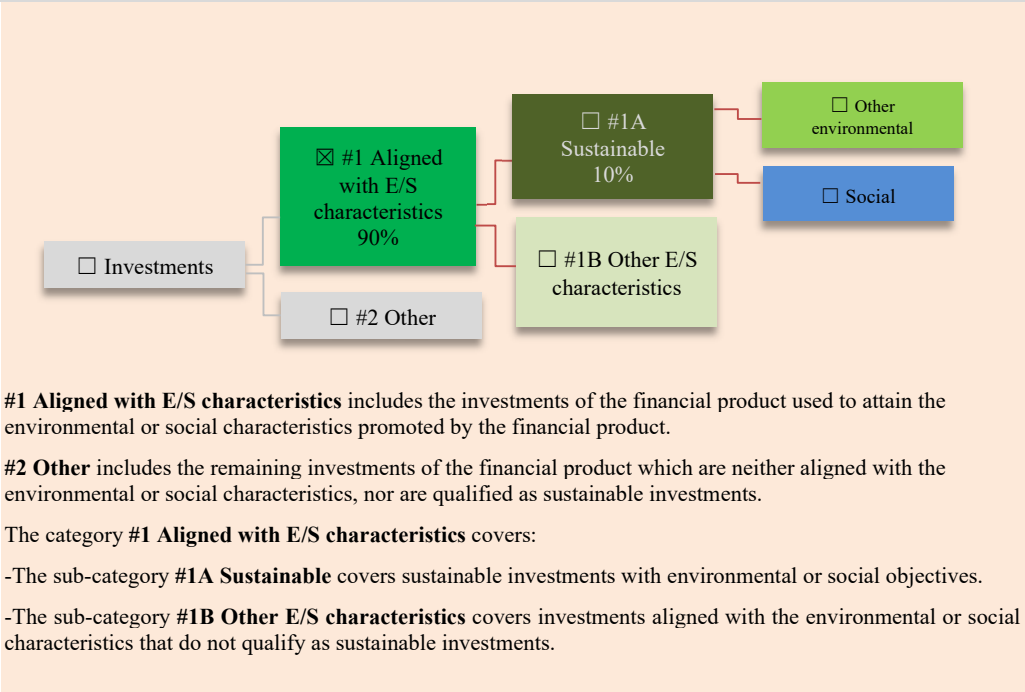 ☐ Other
environmental
☐ #1A
Sustainable
10%
☒ #1 Aligned
with E/S
characteristics
90%
☐ Social
☐ Investments
☐ #1B Other E/S
characteristics
☐ #2 Other
#1 Aligned with E/S characteristics includes the investments of the financial product used to attain the
environmental or social characteristics promoted by the financial product.
#2 Other includes the remaining investments of the financial product which are neither aligned with the
environmental or social characteristics, nor are qualified as sustainable investments.
The category #1 Aligned with E/S characteristics covers:
-The sub-category #1A Sustainable covers sustainable investments with environmental or social objectives.
-The sub-category #1B Other E/S characteristics covers investments aligned with the environmental or social
characteristics that do not qualify as sustainable investments.